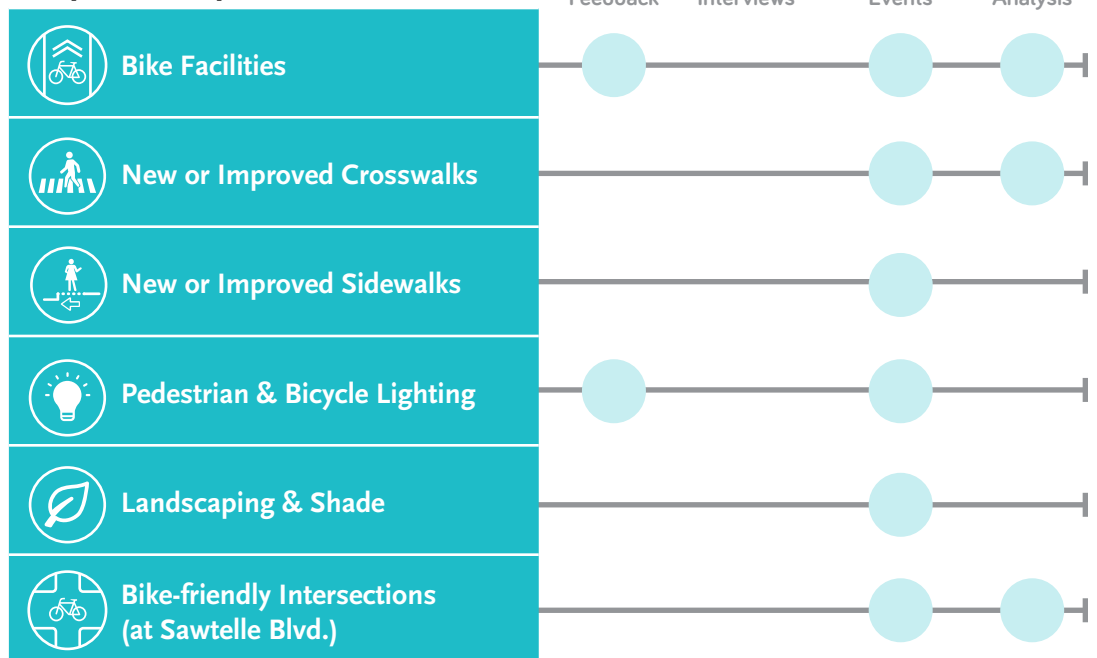 Feedback Interviews Events Analysis
Bike Facilities
New or Improved Crosswalks
New or Improved Sidewalks
Pedestrian & Bicycle Lighting
Landscaping & Shade
Bike-friendly Intersections
(at Sawtelle Blvd.)